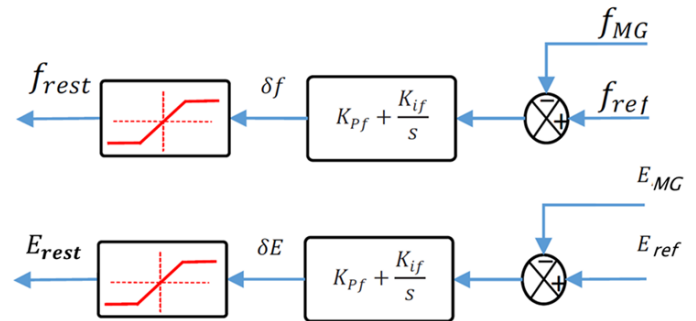 f_MG
f_rest δf K_Pf + K_if/s − + f_ref
E_MG
E_rest δE K_Pf + K_if/s − + E_ref